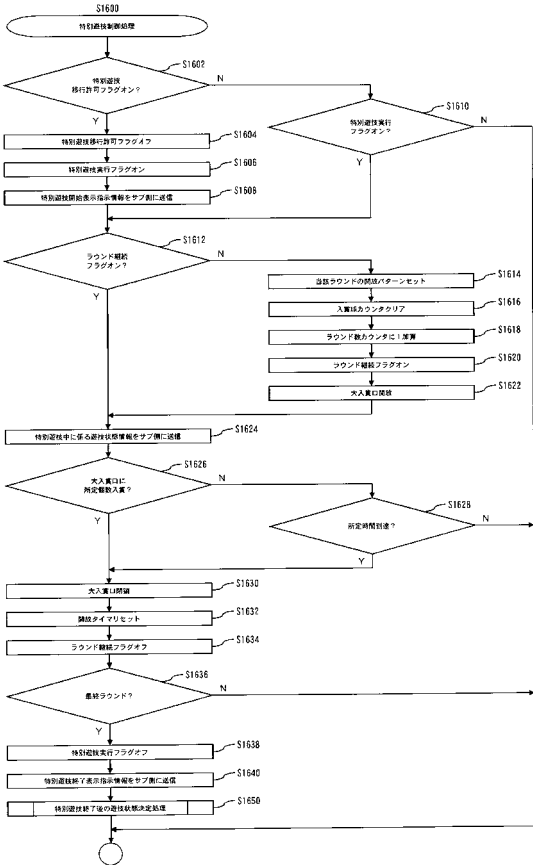 S1600
特別遊技制御処理
S1602
特別遊技
移行許可フラグオン？
N
Y
S1610
特別遊技実行
フラグオン？
N
Y
S1604
特別遊技移行許可フラグオフ
S1606
特別遊技実行フラグオン
S1608
特別遊技開始表示指示情報をサブ側に送信
S1612
ラウンド継続
フラグオン？
N
Y
S1614
当該ラウンドの開放パターンセット
S1616
入賞球カウンタクリア
S1618
ラウンド数カウンタに1加算
S1620
ラウンド継続フラグオン
S1622
大入賞口開放
S1624
特別遊技中に係る遊技状態情報をサブ側に送信
S1626
大入賞口に
所定個数入賞？
N
Y
S1628
所定時間到達？
N
Y
S1630
大入賞口閉鎖
S1632
開放タイマリセット
S1634
ラウンド継続フラグオフ
S1636
最終ラウンド？
N
Y
S1638
特別遊技実行フラグオフ
S1640
特別遊技終了表示指示情報をサブ側に送信
S1650
特別遊技終了後の遊技状態決定処理